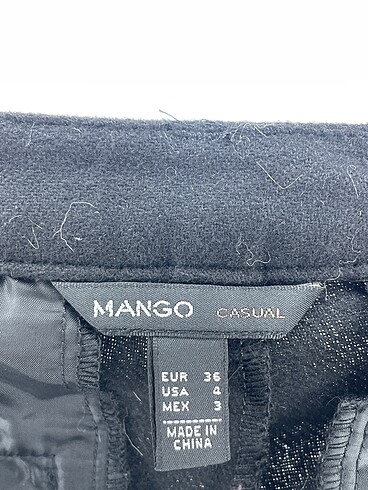 MANGO CASUAL
EUR 36
USA 4
MEX 3
MADE IN
CHINA